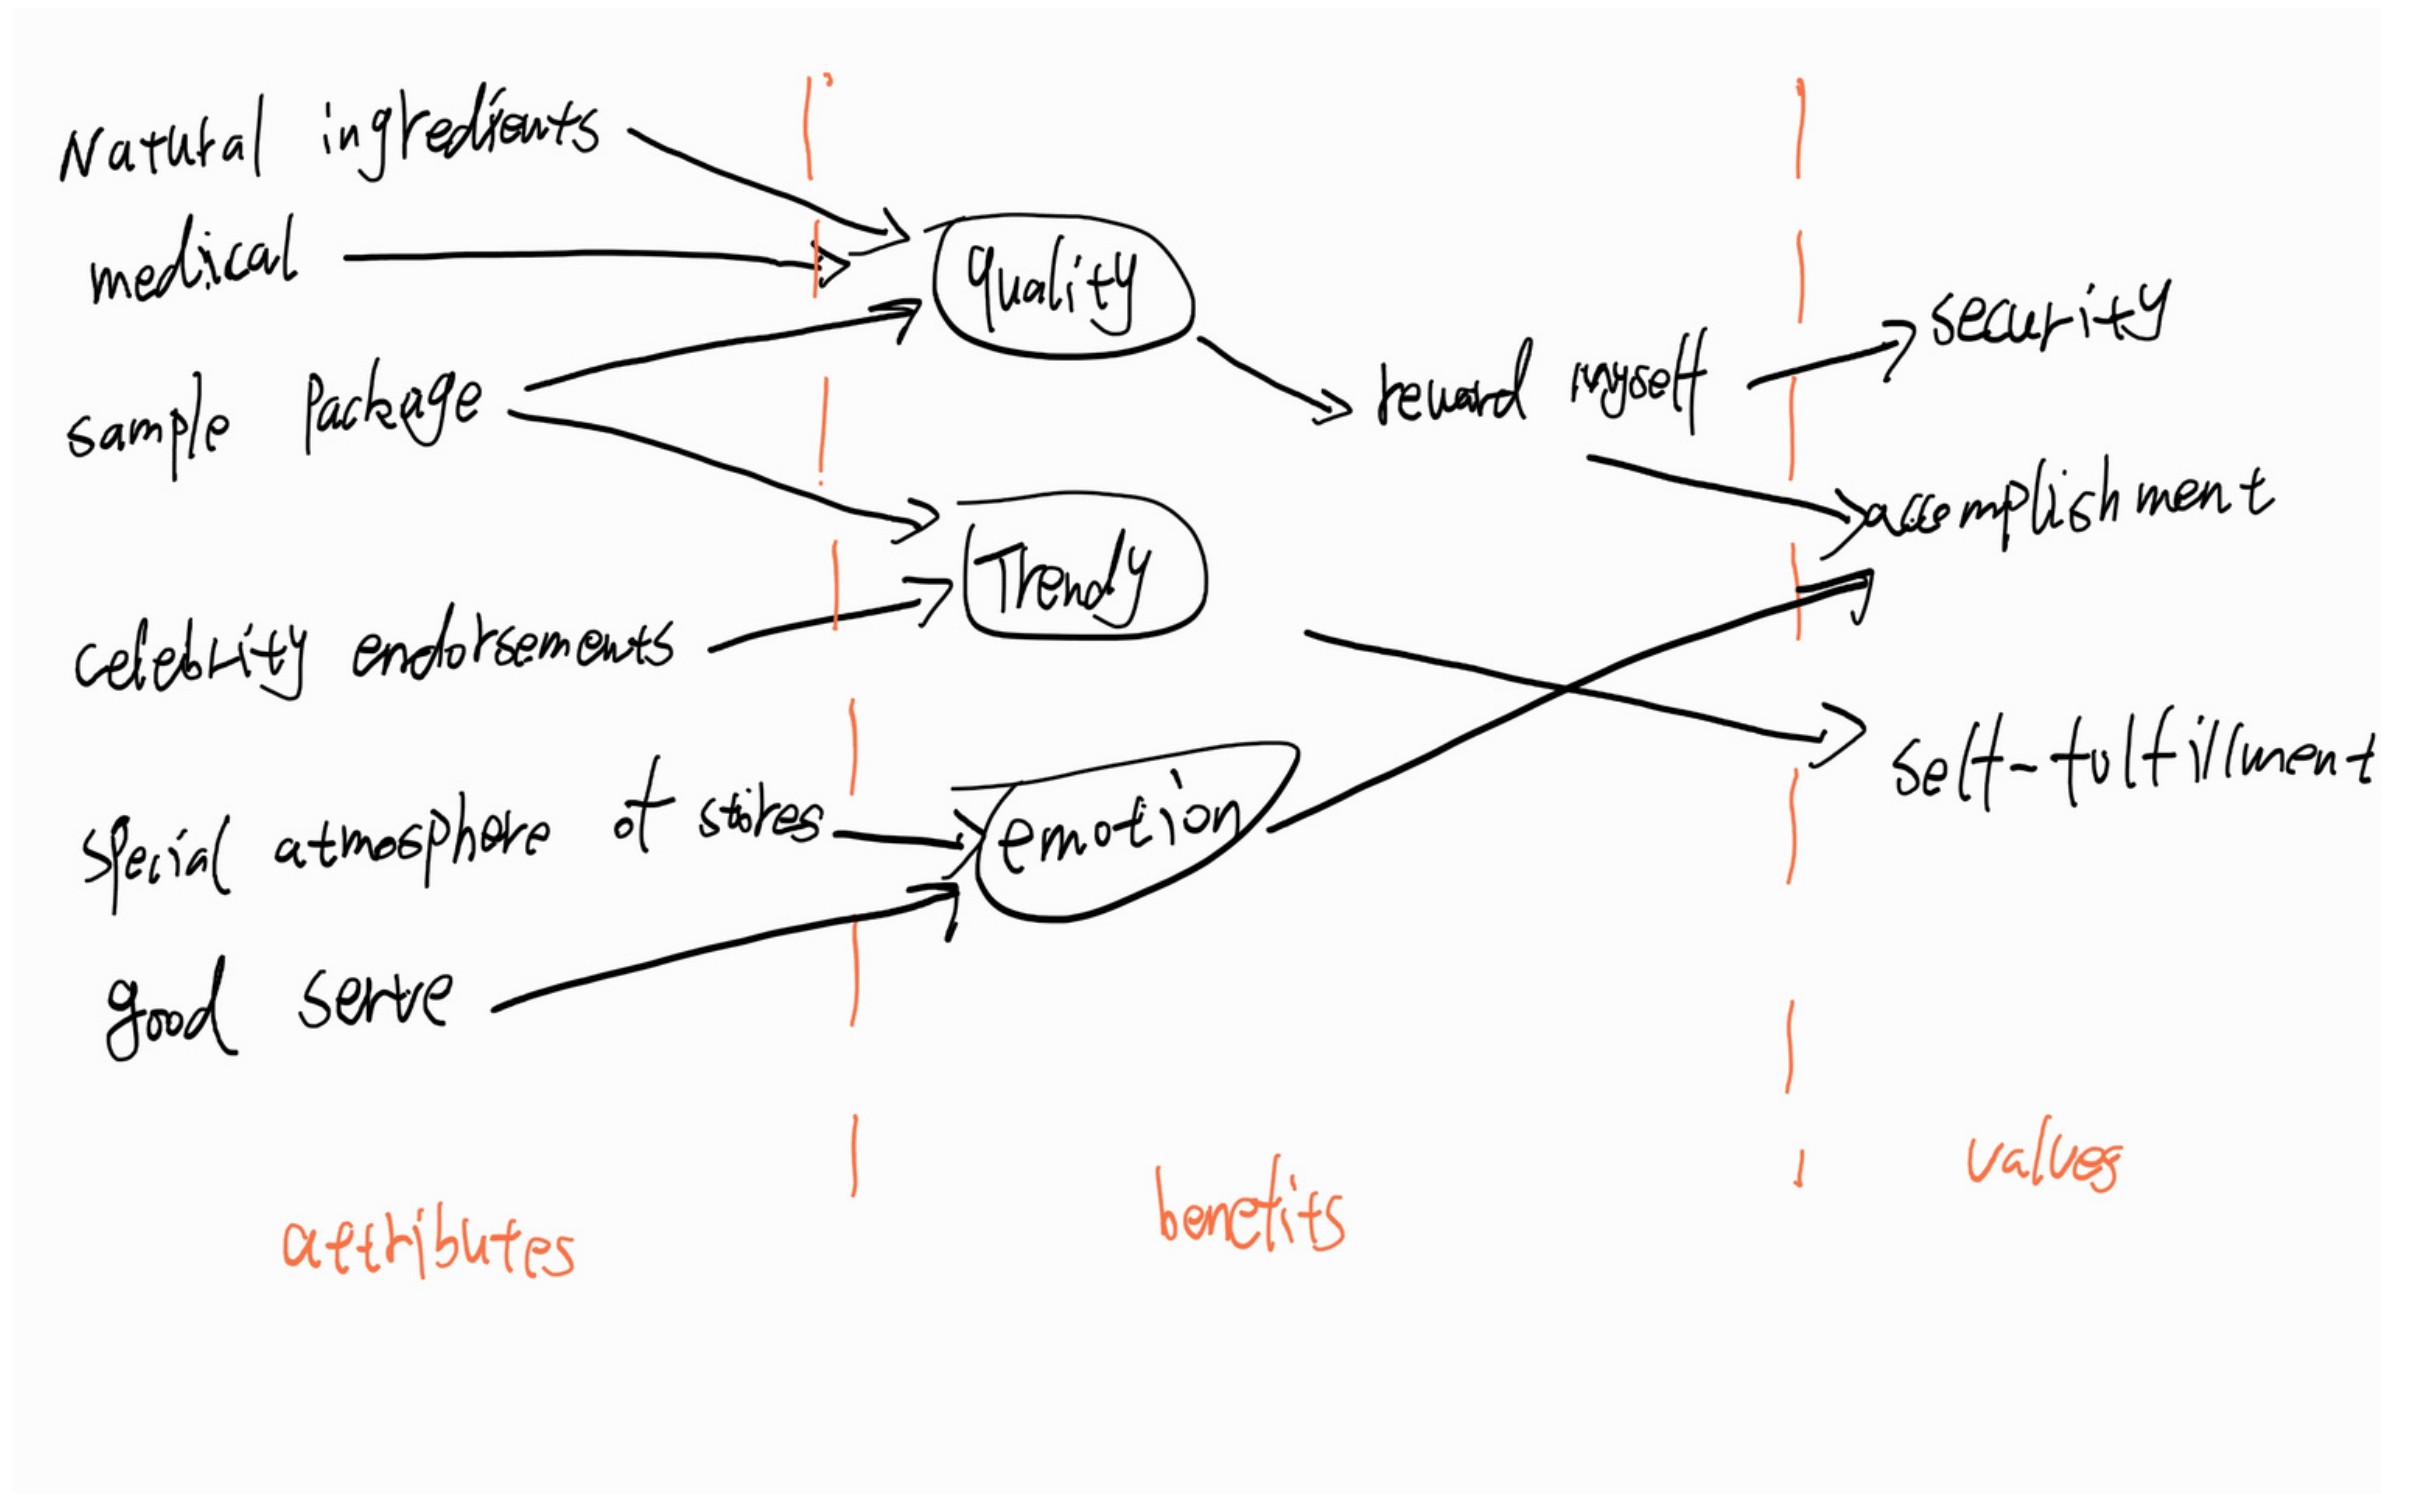 Natural ingredients
medical
sample Package
celebrity endorsements
special atmosphere of stores
good serve
quality
Trendy
emotion
reward myself
security
accomplishment
self-fulfillment
attributes
benefits
values